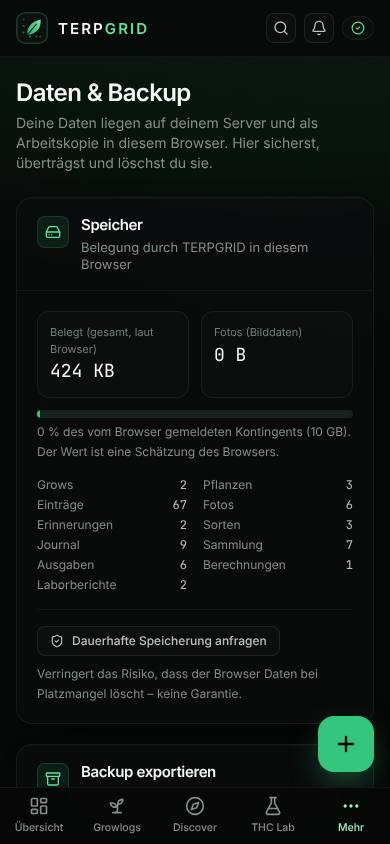 TERPGRID
Daten & Backup
Deine Daten liegen auf deinem Server und als
Arbeitskopie in diesem Browser. Hier sicherst,
überträgst und löschst du sie.
Speicher
Belegung durch TERPGRID in diesem
Browser
Belegt (gesamt, laut
Browser)
424 KB
Fotos (Bilddaten)
0 B
0 % des vom Browser gemeldeten Kontingents (10 GB).
Der Wert ist eine Schätzung des Browsers.
Grows 2 Pflanzen 3
Einträge 67 Fotos 6
Erinnerungen 2 Sorten 3
Journal 9 Sammlung 7
Ausgaben 6 Berechnungen 1
Laborberichte 2
Dauerhafte Speicherung anfragen
Verringert das Risiko, dass der Browser Daten bei
Platzmangel löscht – keine Garantie.
Backup exportieren
Übersicht Growlogs Discover THC Lab Mehr